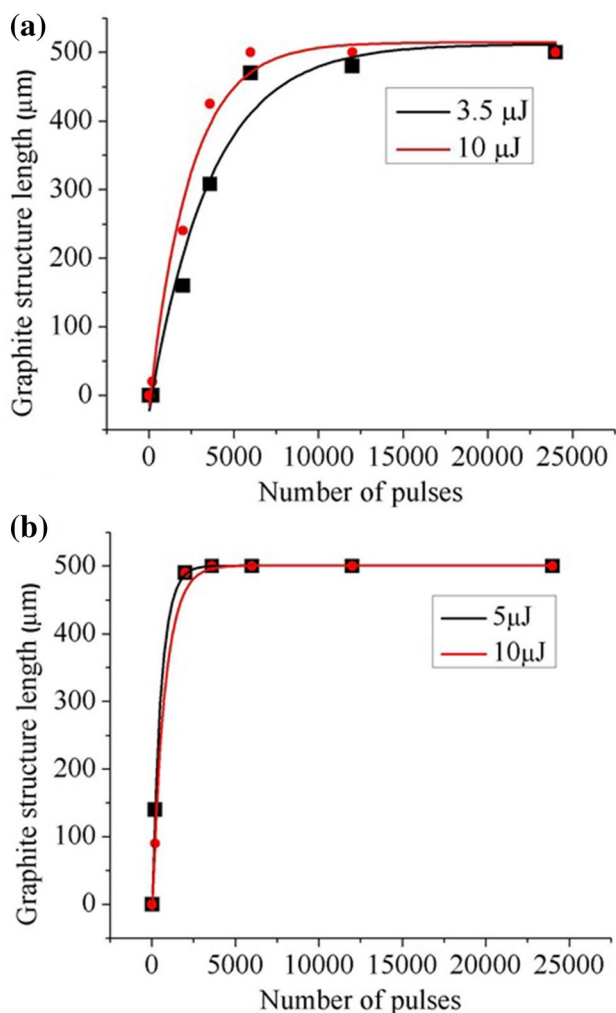 (a)
500
400
300
200
100
0
Graphite structure length (μm)
3.5 μJ
10 μJ
0 5000 10000 15000 20000 25000
Number of pulses
(b)
500
400
300
200
100
0
Graphite structure length (μm)
5μJ
10μJ
0 5000 10000 15000 20000 25000
Number of pulses